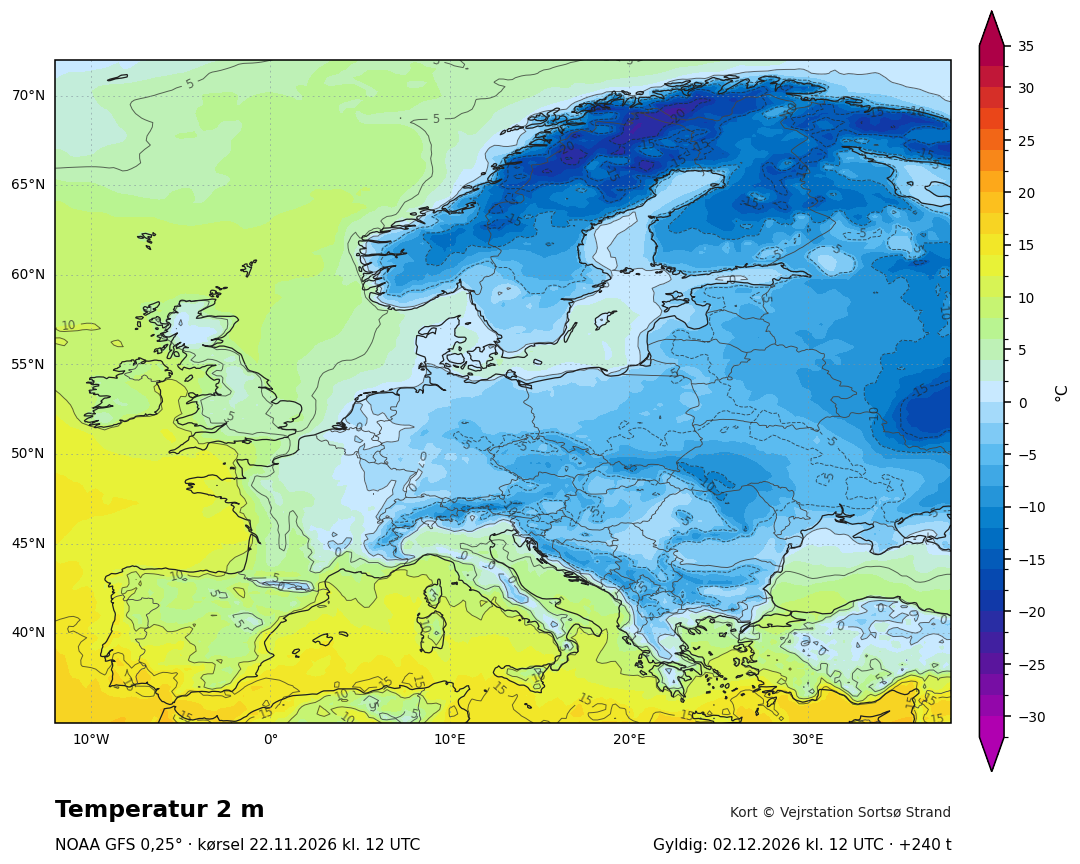 35
30
25
20
15
10
5
0
−5
−10
−15
−20
−25
−30
°C
70°N
65°N
60°N
55°N
50°N
45°N
40°N
10°W
0°
10°E
20°E
30°E
Temperatur 2 m
Kort © Vejrstation Sortsø Strand
NOAA GFS 0,25° · kørsel 22.11.2026 kl. 12 UTC
Gyldig: 02.12.2026 kl. 12 UTC · +240 t